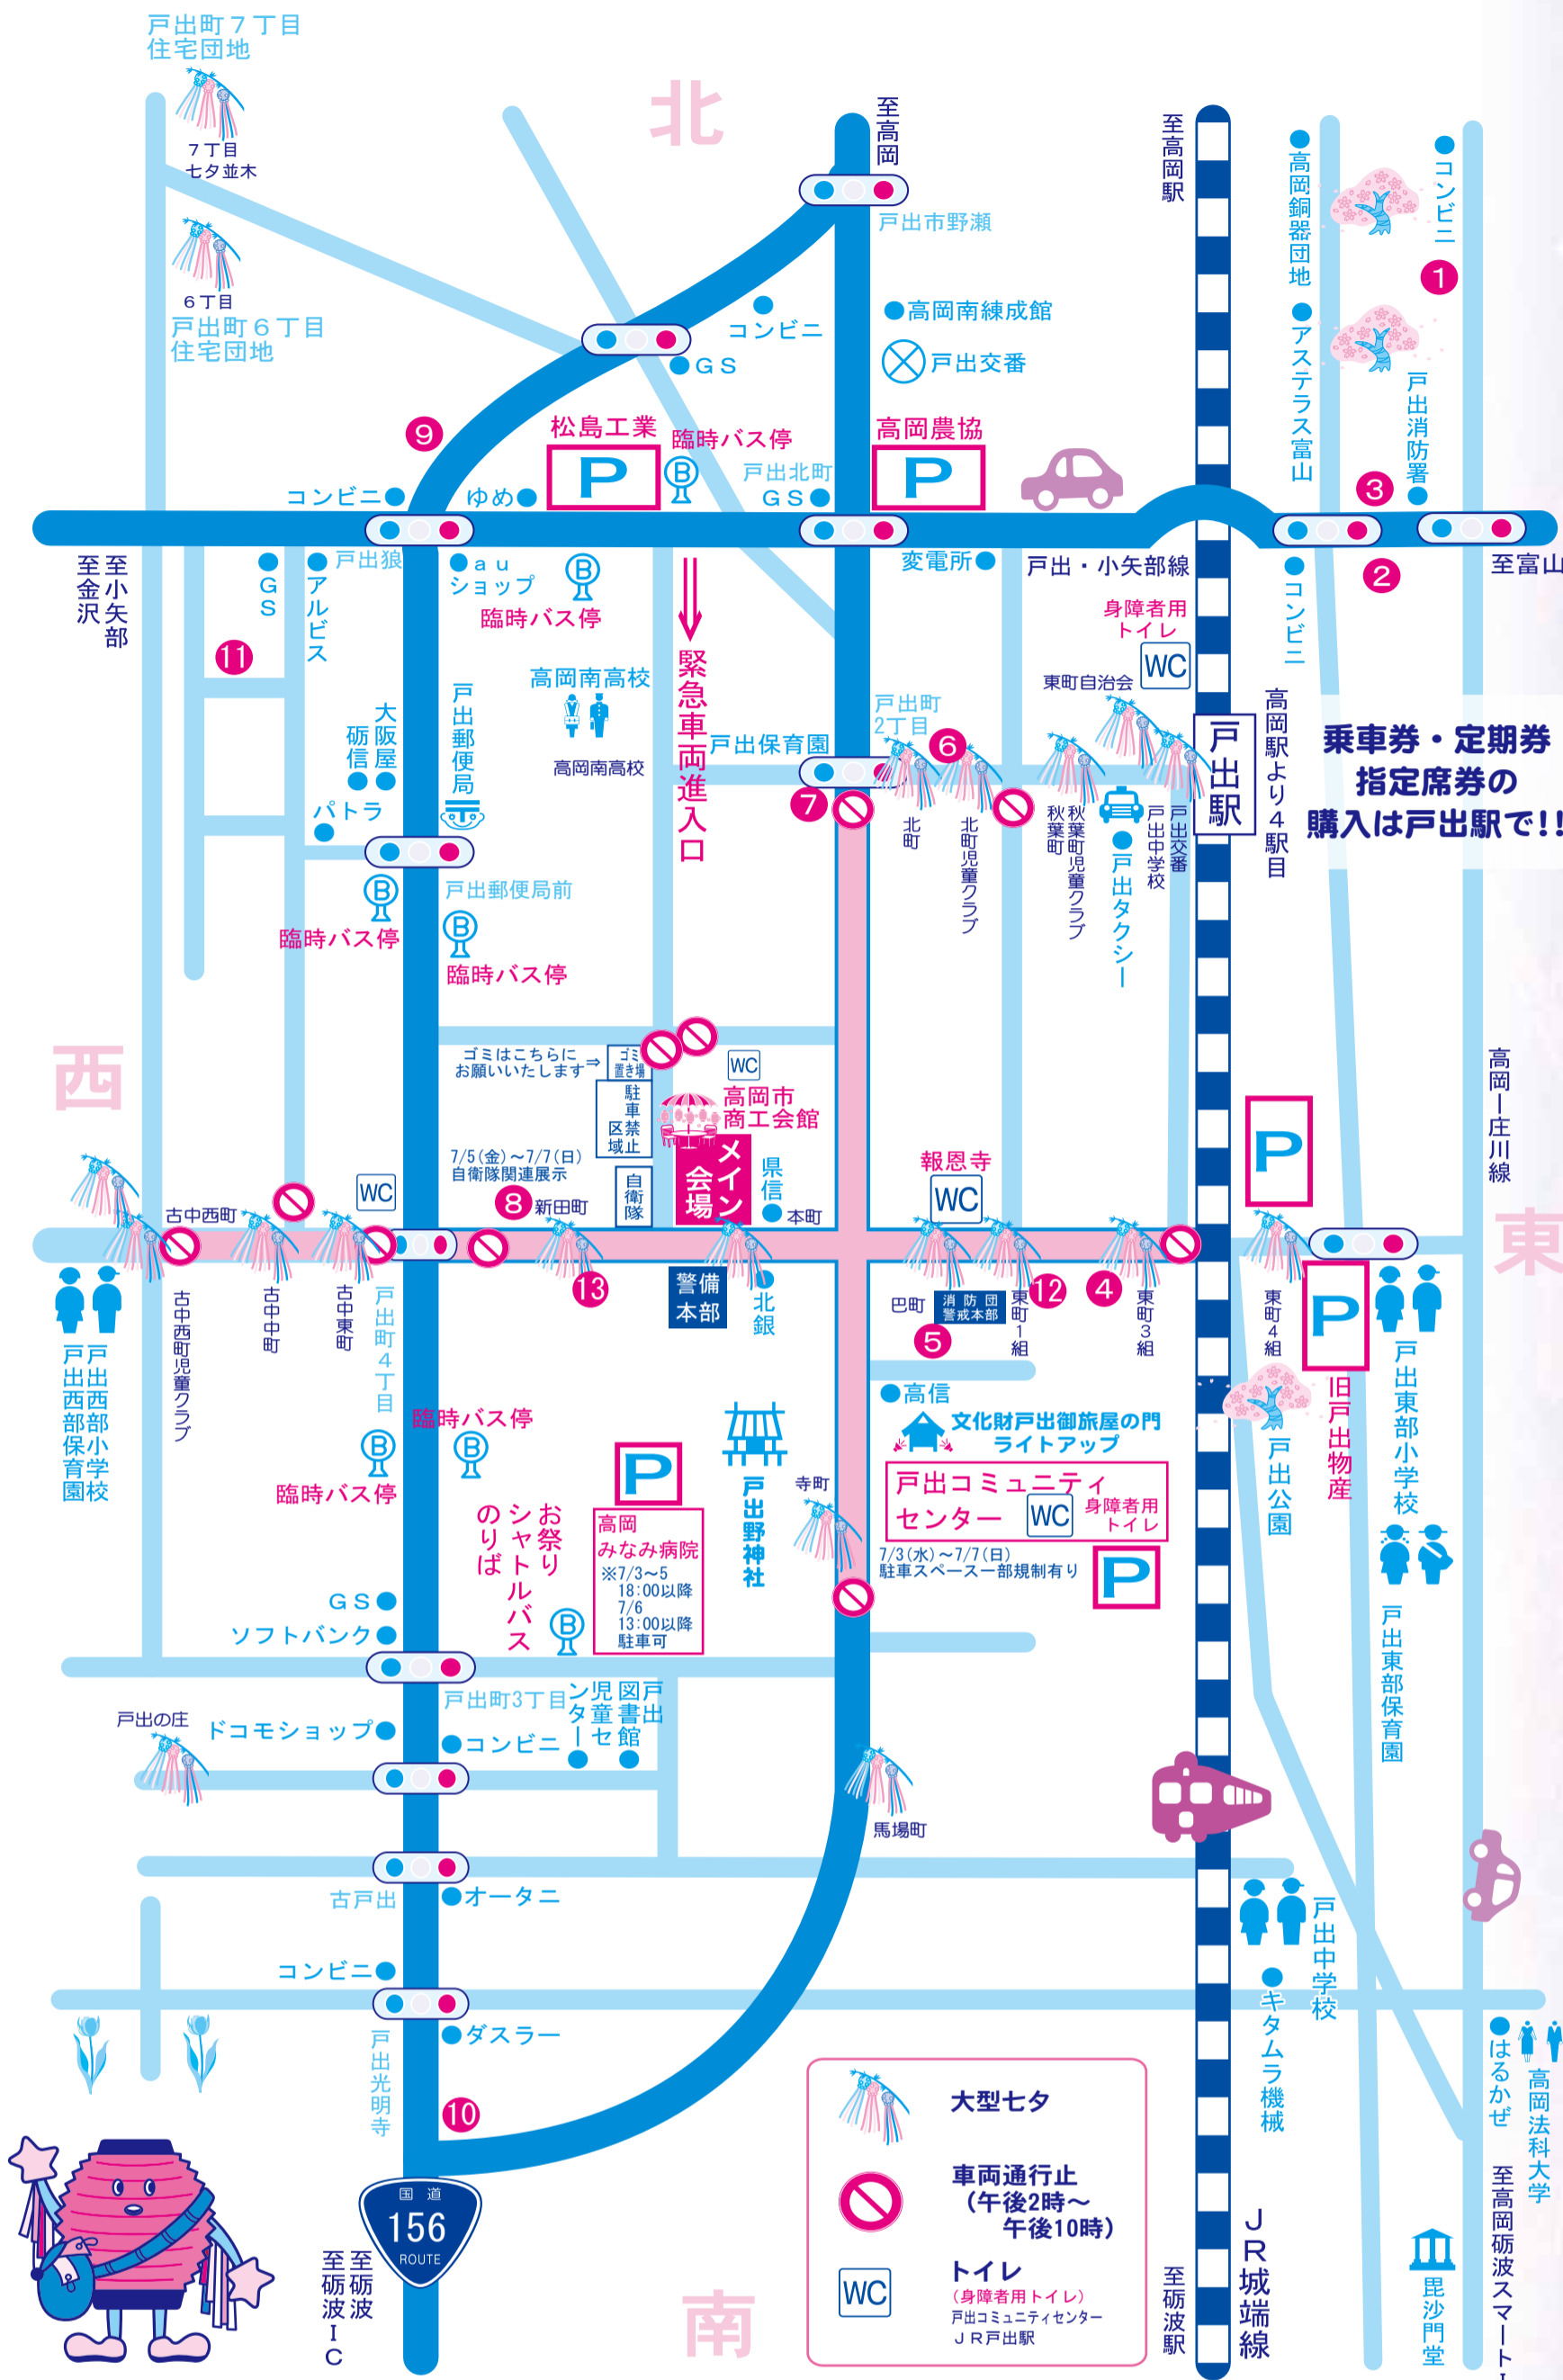 戸出町７丁目
住宅団地
７丁目
七夕並木
６丁目
戸出町６丁目
住宅団地
北
至高岡
戸出市野瀬
至高岡駅
高岡銅器団地
アステラス富山
コンビニ
1
戸出消防署
3
2
コンビニ
GS
高岡南練成館
戸出交番
9
松島工業
P
臨時バス停
B
戸出北町
GS
高岡農協
P
コンビニ
ゆめ
至小矢部
至金沢
GS
アルビス
戸出狼
au
ショップ
B
臨時バス停
変電所
戸出・小矢部線
コンビニ
至富山
11
緊急車両進入口
身障者用
トイレ
WC
高岡南高校
高岡南高校
戸出郵便局
大阪屋
砺信
パトラ
戸出保育園
戸出町
2丁目
6
7
東町自治会
北町
北町児童クラブ
秋葉町児童クラブ
秋葉町
戸出タクシー
戸出交番
戸出中学校
戸出駅
高岡駅より４駅目
乗車券・定期券
指定席券の
購入は戸出駅で!!
B
臨時バス停
戸出郵便局前
B
臨時バス停
西
ゴミはこちらに
お願いいたします⇒
ゴミ
置き場
WC
駐車禁止
区域
高岡市
商工会館
メイン
会場
7/5(金)～7/7(日)
自衛隊関連展示
自衛隊
県信
本町
8
新田町
13
警備
本部
北銀
報恩寺
WC
巴町
消防団
警戒本部
5
東町1組
12
4
東町3組
P
高岡ー庄川線
東
東町4組
P
旧戸出物産
戸出東部小学校
戸出公園
戸出東部保育園
古中西町
WC
古中西町児童クラブ
古中中町
古中東町
戸出町4丁目
戸出西部小学校
戸出西部保育園
臨時バス停
B
B
臨時バス停
お祭り
シャトルバス
のりば
B
P
高岡
みなみ病院
※7/3～5
18:00以降
7/6
13:00以降
駐車可
戸出野神社
寺町
高信
文化財戸出御旅屋の門
ライトアップ
戸出コミュニティ
センター
WC
身障者用
トイレ
7/3(水)～7/7(日)
駐車スペース一部規制有り
P
GS
ソフトバンク
戸出町3丁目
戸出
図書館
児童セ
ンター
戸出の庄
ドコモショップ
コンビニ
馬場町
古戸出
オータニ
コンビニ
戸出光明寺
ダスラー
10
戸出中学校
キタムラ機械
はるかぜ
高岡法科大学
国道
156
ROUTE
至砺波
至砺波IC
南
大型七夕
車両通行止
（午後2時～
午後10時）
WC
トイレ
（身障者用トイレ）
戸出コミュニティセンター
ＪＲ戸出駅
至砺波駅
ＪＲ城端線
毘沙門堂
至高岡砺波スマートI